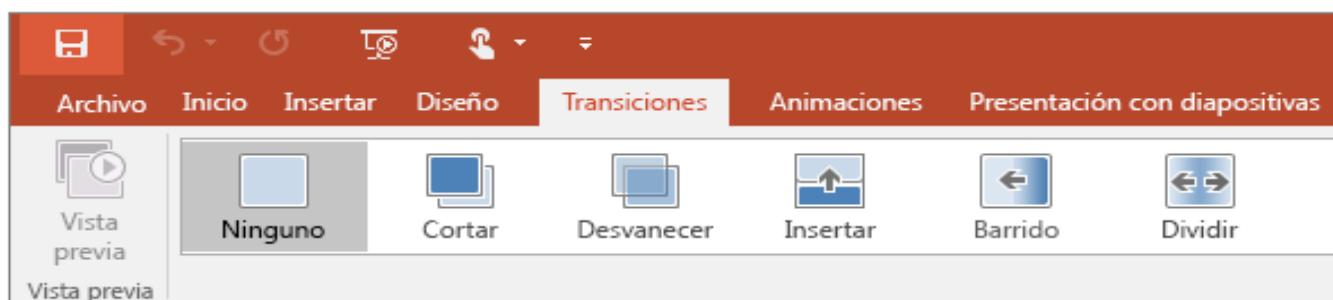 Archivo Inicio Insertar Diseño Transiciones Animaciones Presentación con diapositivas
Vista previa
Ninguno Cortar Desvanecer Insertar Barrido Dividir
Vista previa